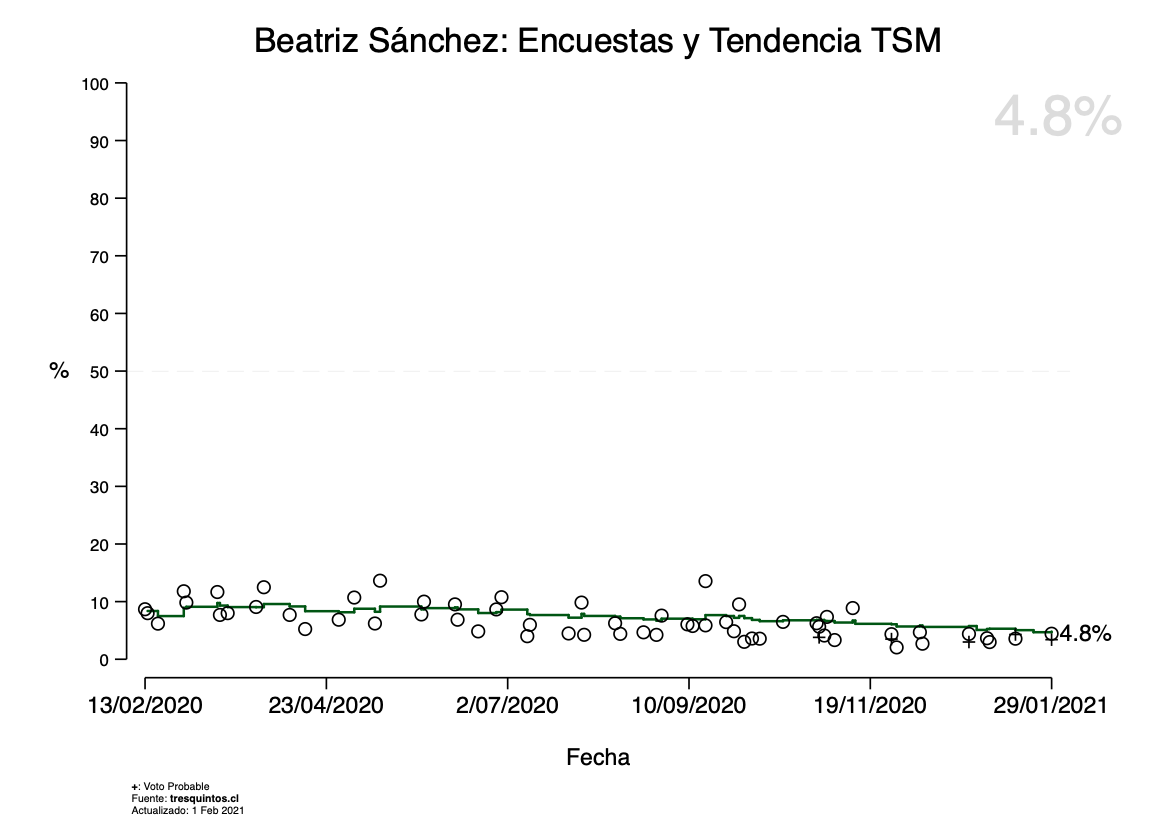 Beatriz Sánchez: Encuestas y Tendencia TSM
4.8%
100
90
80
70
60
% 50
40
30
20
10
0
4.8%
13/02/2020 23/04/2020 2/07/2020 10/09/2020 19/11/2020 29/01/2021
Fecha
+: Voto Probable
Fuente: tresquintos.cl
Actualizado: 1 Feb 2021